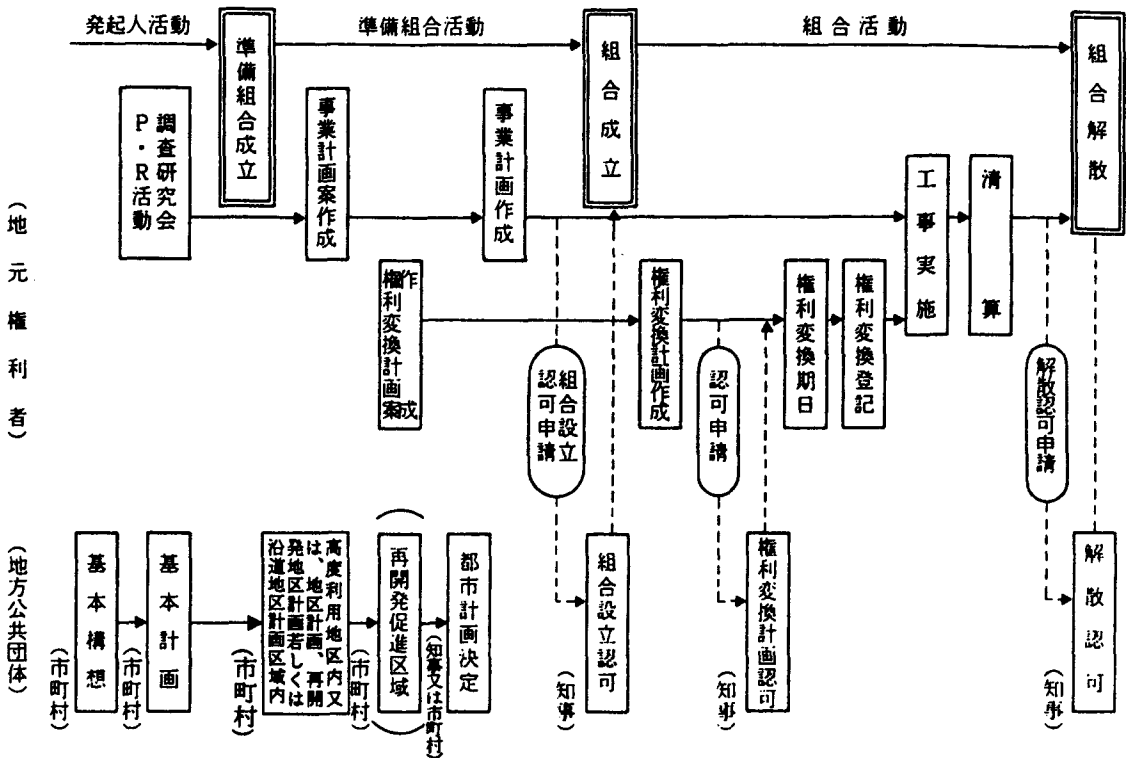 発起人活動
準備組合活動
組合活動
準備組合成立
組合成立
組合解散
調査研究会
P・R活動
事業計画案作成
事業計画作成
工事実施
清算
権利変換計画案
作成
権利変換計画作成
権利変換期日
権利変換登記
組合設立
認可申請
認可申請
解散認可申請
(地元権利者)
(地方公共団体)
基本構想
(市町村)
基本計画
(市町村)
高度利用地区内又
は、地区計画、再開
発地区計画若しくは
沿道地区計画区域内
(市町村)
(再開発促進区域)
(市町村)
都市計画決定
(知事又は市町村)
組合設立認可
(知事)
権利変換計画認可
(知事)
解散認可
(知事)